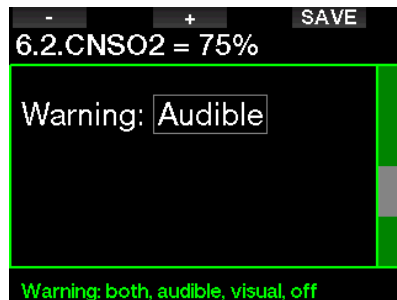 - + SAVE
6.2.CNSO2 = 75%
Warning: Audible
Warning: both, audible, visual, off